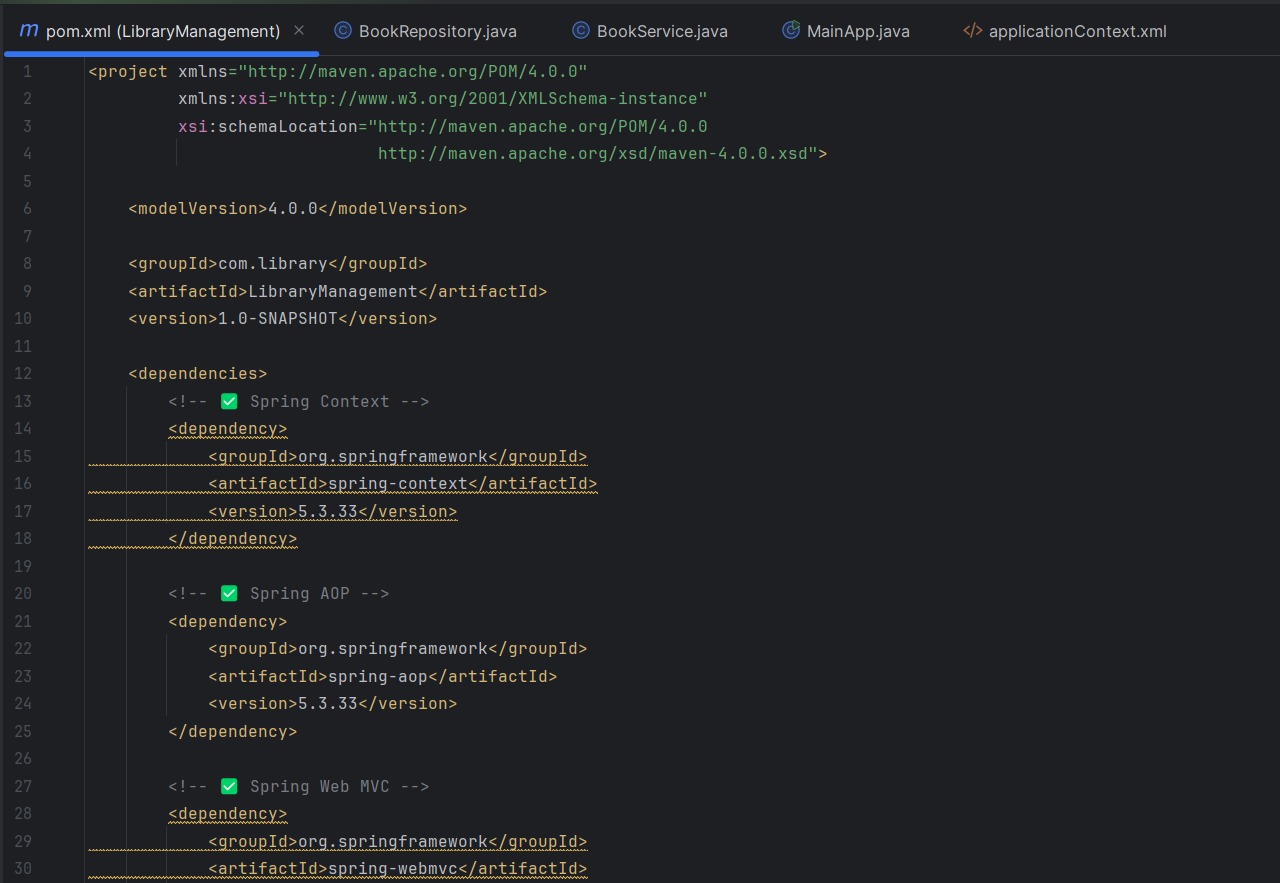 pom.xml (LibraryManagement) BookRepository.java BookService.java MainApp.java applicationContext.xml
1 <project xmlns="http://maven.apache.org/POM/4.0.0"
2 xmlns:xsi="http://www.w3.org/2001/XMLSchema-instance"
3 xsi:schemaLocation="http://maven.apache.org/POM/4.0.0
4 http://maven.apache.org/xsd/maven-4.0.0.xsd">
5
6 <modelVersion>4.0.0</modelVersion>
7
8 <groupId>com.library</groupId>
9 <artifactId>LibraryManagement</artifactId>
10 <version>1.0-SNAPSHOT</version>
11
12 <dependencies>
13 <!-- ✅ Spring Context -->
14 <dependency>
15 <groupId>org.springframework</groupId>
16 <artifactId>spring-context</artifactId>
17 <version>5.3.33</version>
18 </dependency>
19
20 <!-- ✅ Spring AOP -->
21 <dependency>
22 <groupId>org.springframework</groupId>
23 <artifactId>spring-aop</artifactId>
24 <version>5.3.33</version>
25 </dependency>
26
27 <!-- ✅ Spring Web MVC -->
28 <dependency>
29 <groupId>org.springframework</groupId>
30 <artifactId>spring-webmvc</artifactId>